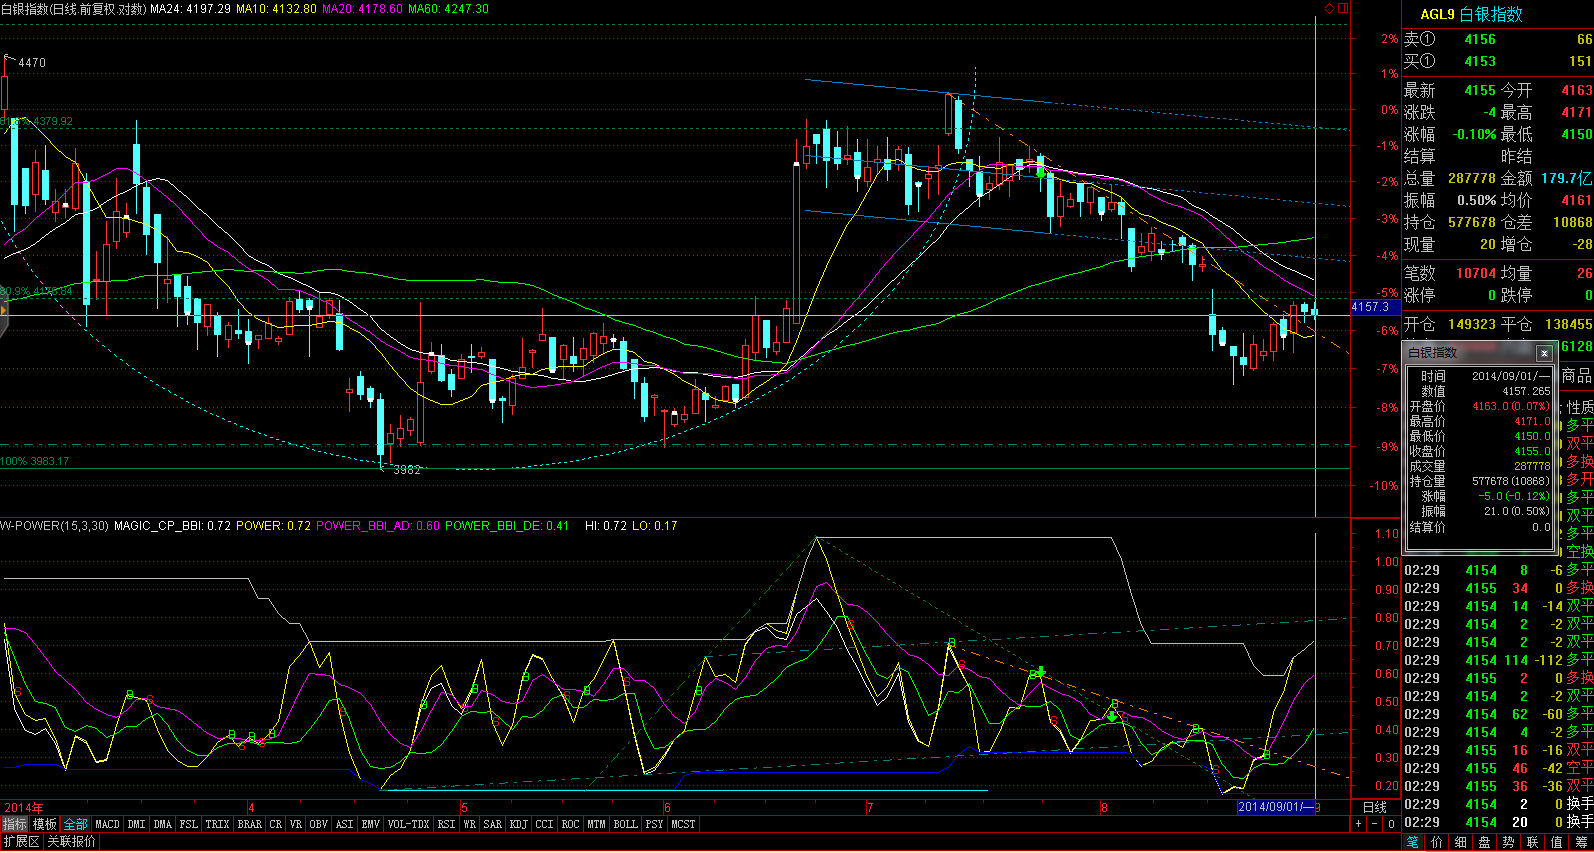 白银指数(日线.前复权.对数) MA24: 4197.29 MA10: 4132.80 MA20: 4178.60 MA60: 4247.30
4470
4379.92
80.9% 4176.84
100% 3983.17
3982
2%
1%
0%
-1%
-2%
-3%
-4%
-5%
4157.3
-6%
-7%
-8%
-9%
-10%
W-POWER(15,3,30) MAGIC_CP_BBI: 0.72 POWER: 0.72 POWER_BBI_AD: 0.60 POWER_BBI_DE: 0.41 HI: 0.72 LO: 0.17
1.10
1.00
0.90
0.80
0.70
0.60
0.50
0.40
0.30
0.20
2014年 4 5 6 7 8 2014/09/01/一 9 日线
指标 模板 全部 MACD DMI DMA FSL TRIX BRAR CR VR OBV ASI EMV VOL-TDX RSI WR SAR KDJ CCI ROC MTM BOLL PSY MCST + - 0
扩展区 关联报价
AGL9 白银指数
卖① 4156 66
买① 4153 151
最新 4155 今开 4163
涨跌 -4 最高 4171
涨幅 -0.10% 最低 4150
结算 昨结
总量 287778 金额 179.7亿
振幅 0.50% 均价 4161
持仓 577678 仓差 10868
现量 20 增仓 -28
笔数 10704 均量 26
涨停 0 跌停 0
开仓 149323 平仓 138455
6128
白银指数 x
时间 2014/09/01/一
数值 4157.265
开盘价 4163.0(0.07%)
最高价 4171.0
最低价 4150.0
收盘价 4155.0
成交量 287778
持仓量 577678(10868)
涨幅 -5.0(-0.12%)
振幅 21.0(0.50%)
结算价 0.0
商品
性质
多平
双平
多换
多开
多平
双平
多平
空换
02:29 4154 8 -6 多平
02:29 4155 34 0 多换
02:29 4154 14 -14 双平
02:29 4154 2 -2 双平
02:29 4154 2 -2 双平
02:29 4154 114 -112 多平
02:29 4155 2 0 多换
02:29 4154 2 -2 双平
02:29 4154 62 -60 多平
02:29 4154 4 -2 多平
02:29 4155 16 -16 双平
02:29 4155 46 -42 空平
02:29 4155 36 -36 双平
02:29 4154 2 0 换手
02:29 4154 20 0 换手
笔 价 细 盘 势 联 值 筹